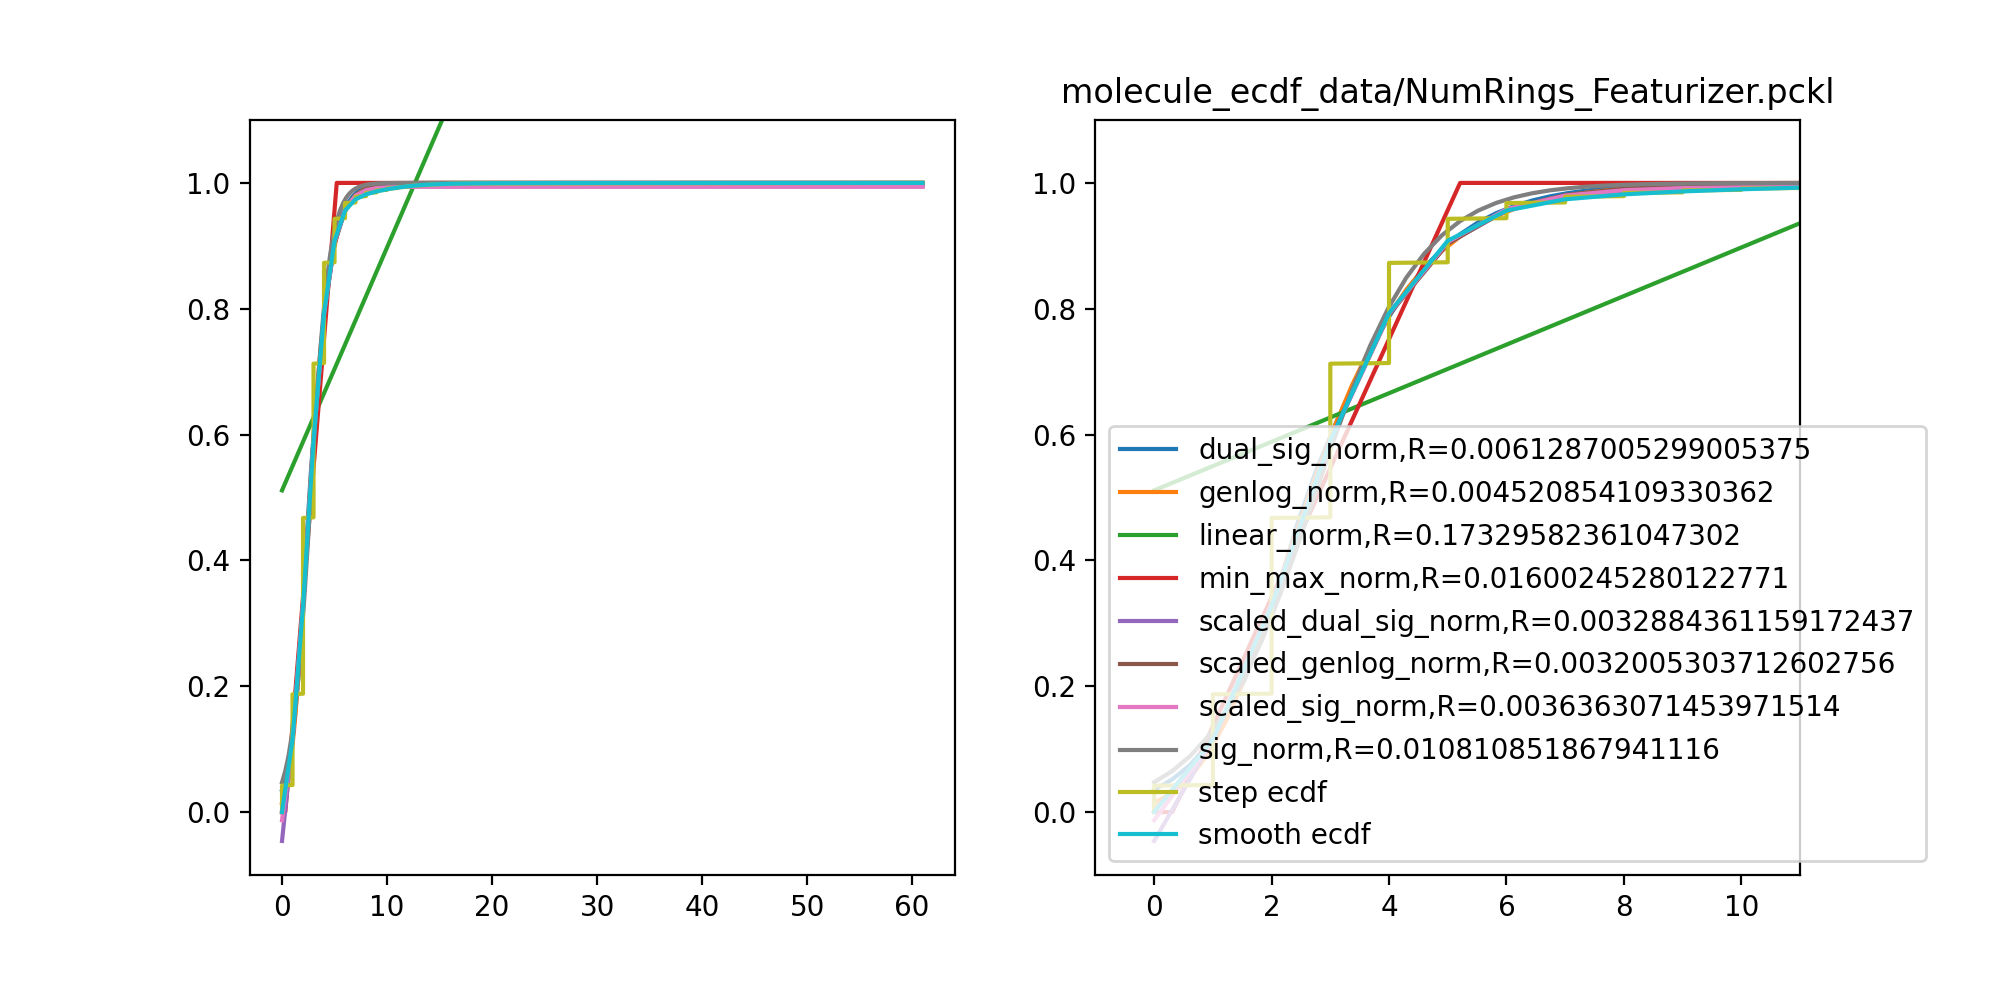 molecule_ecdf_data/NumRings_Featurizer.pckl
1.0
0.8
0.6
0.4
0.2
0.0
0 10 20 30 40 50 60
1.0
0.8
0.6
0.4
0.2
0.0
0 2 4 6 8 10
dual_sig_norm,R=0.0061287005299005375
genlog_norm,R=0.004520854109330362
linear_norm,R=0.17329582361047302
min_max_norm,R=0.01600245280122771
scaled_dual_sig_norm,R=0.0032884361159172437
scaled_genlog_norm,R=0.0032005303712602756
scaled_sig_norm,R=0.0036363071453971514
sig_norm,R=0.010810851867941116
step ecdf
smooth ecdf